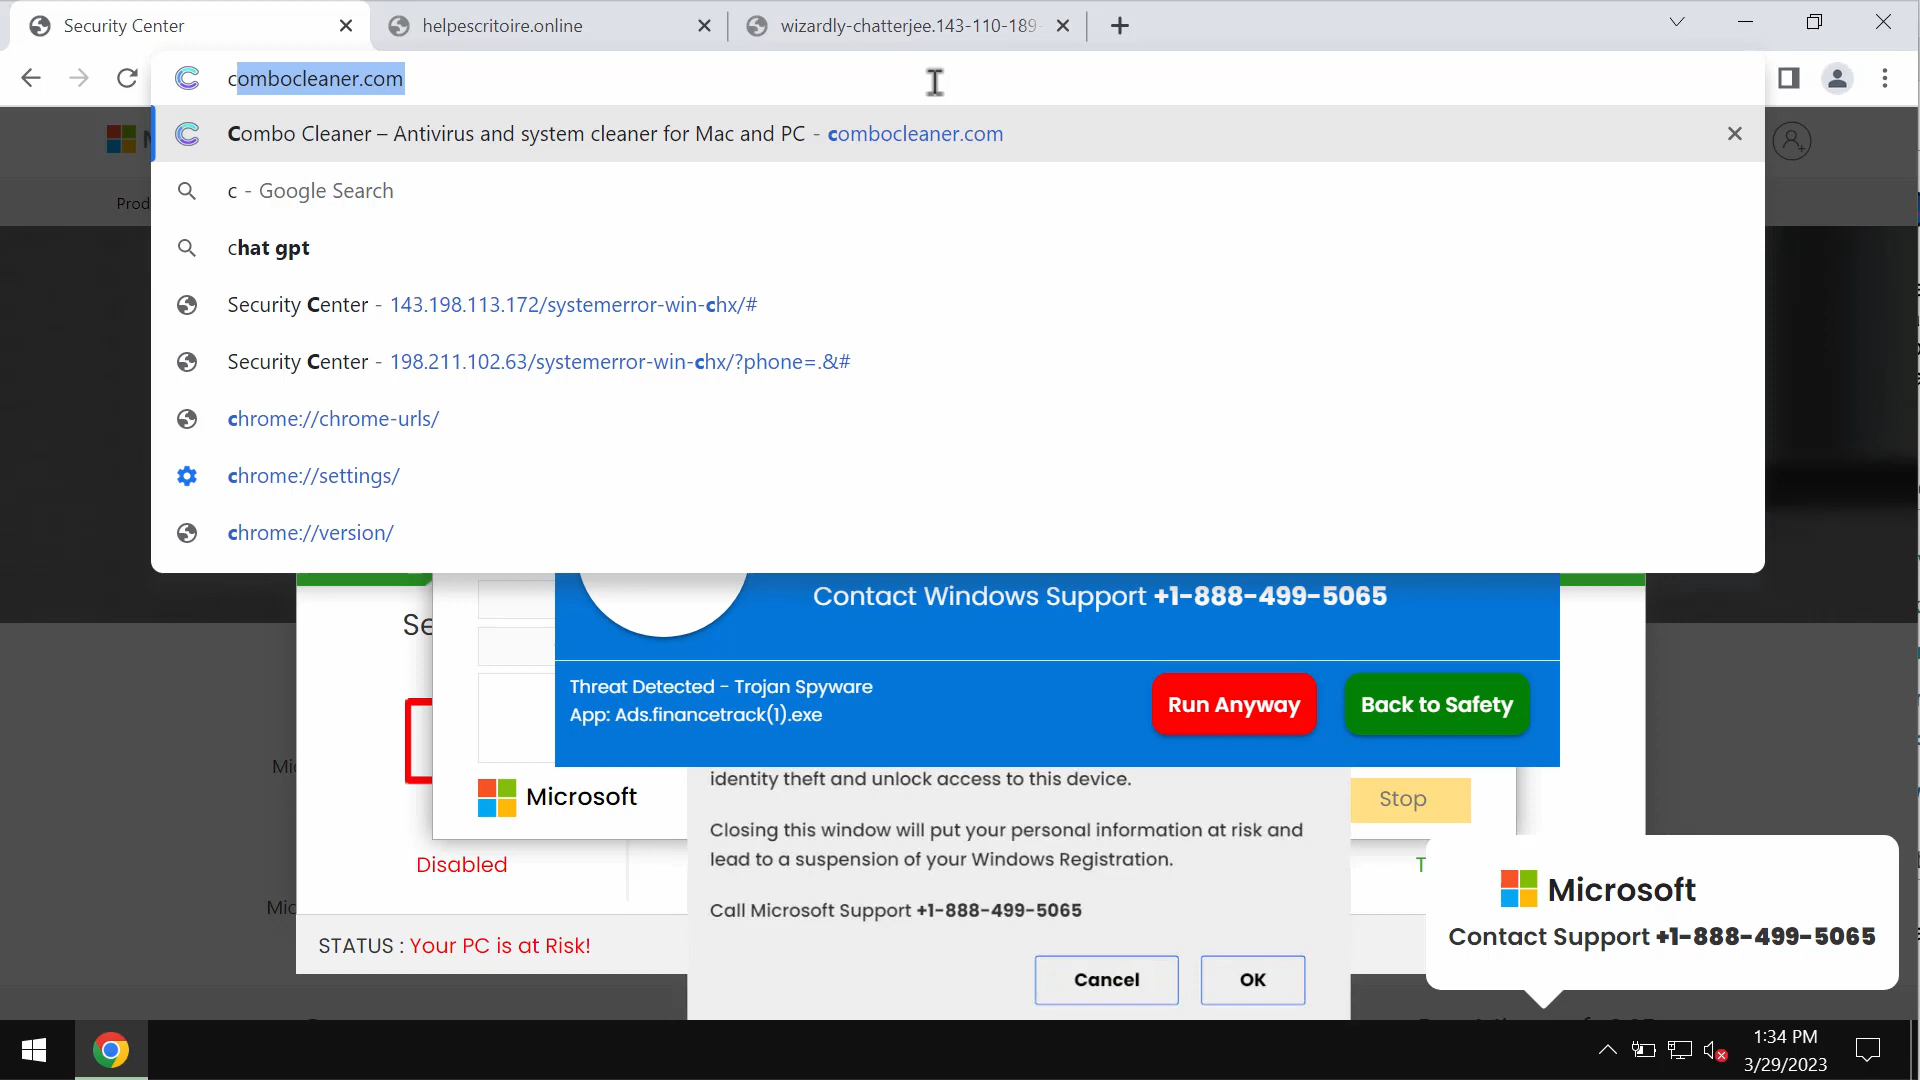 Security Center
helpescritoire.online
wizardly-chatterjee.143-110-189-
combocleaner.com
Combo Cleaner – Antivirus and system cleaner for Mac and PC - combocleaner.com
c - Google Search
chat gpt
Security Center - 143.198.113.172/systemerror-win-chx/#
Security Center - 198.211.102.63/systemerror-win-chx/?phone=.&#
chrome://chrome-urls/
chrome://settings/
chrome://version/
Prod
Contact Windows Support +1-888-499-5065
Se
Threat Detected - Trojan Spyware
App: Ads.financetrack(1).exe
Run Anyway
Back to Safety
Mic
Microsoft
identity theft and unlock access to this device.
Stop
Closing this window will put your personal information at risk and
lead to a suspension of your Windows Registration.
Disabled
T
Mic
Call Microsoft Support +1-888-499-5065
Microsoft
Contact Support +1-888-499-5065
STATUS : Your PC is at Risk!
Cancel
OK
1:34 PM
3/29/2023